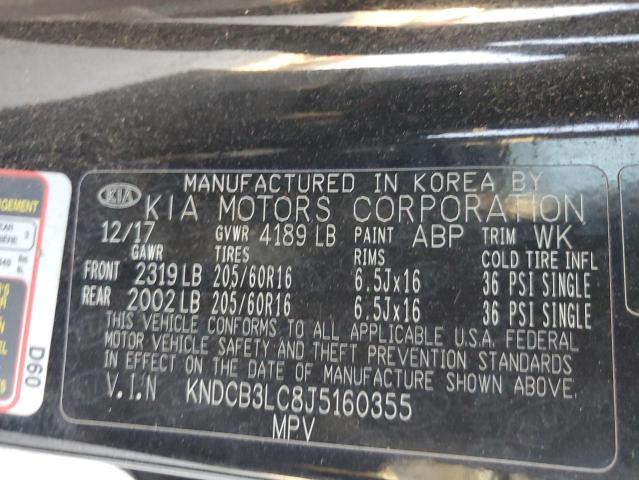 MANUFACTURED IN KOREA BY
KIA KIA MOTORS CORPORATION
12/17 GVWR 4189 LB PAINT ABP TRIM WK
GAWR TIRES RIMS COLD TIRE INFL
FRONT 2319 LB 205/60R16 6.5Jx16 36 PSI SINGLE
REAR 2002 LB 205/60R16 6.5Jx16 36 PSI SINGLE
THIS VEHICLE CONFORMS TO ALL APPLICABLE U.S.A. FEDERAL
MOTOR VEHICLE SAFETY AND THEFT PREVENTION STANDARDS
IN EFFECT ON THE DATE OF MANUFACTURE SHOWN ABOVE.
V.I.N KNDCB3LC8J5160355
MPV
D60